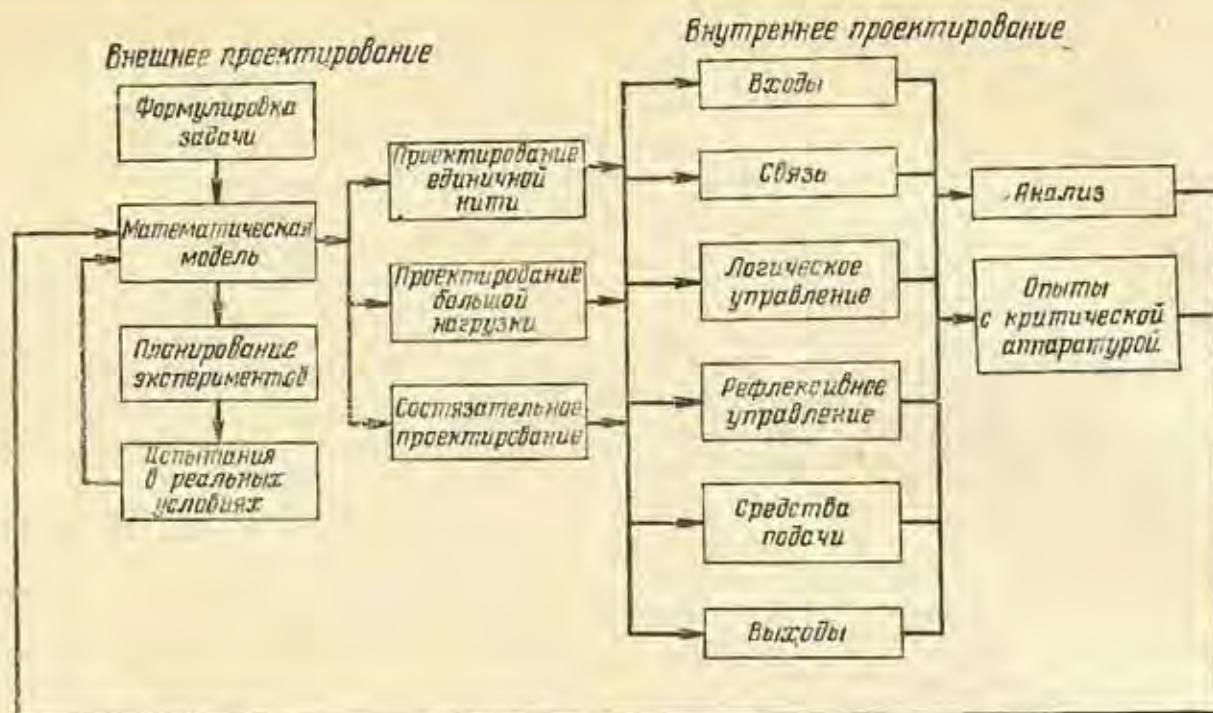 Внешнее проектирование
Формулировка
задачи
Математическая
модель
Планирование
экспериментов
Испытания
в реальных
условиях
Проектирование
единичной
нити
Проектирование
большой
нагрузки
Состязательное
проектирование
Внутреннее проектирование
Входы
Связь
Логическое
управление
Рефлексивное
управление
Средства
подачи
Выходы
Анализ
Опыты
с критической
аппаратурой